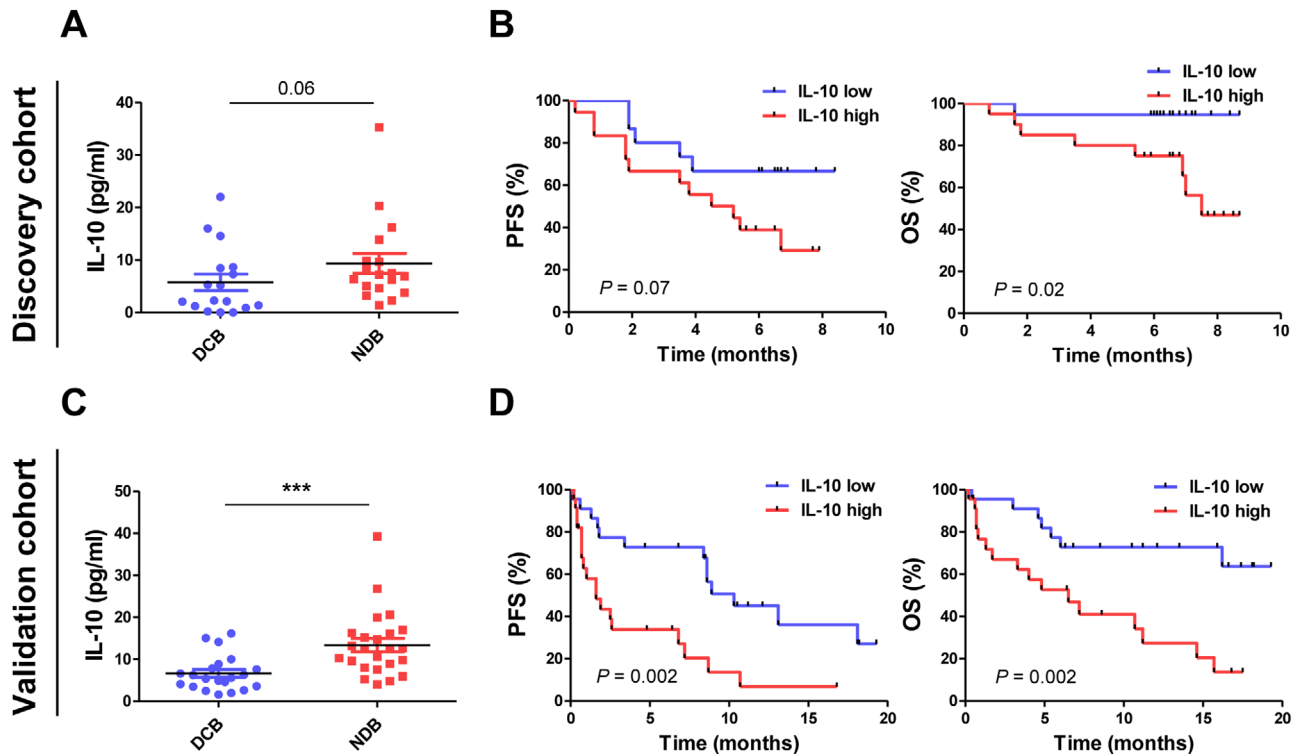 A
B
Discovery cohort
0.06
IL-10 (pg/ml)
40
30
20
10
0
DCB
NDB
IL-10 low
IL-10 high
PFS (%)
100
80
60
40
20
0
P = 0.07
0 2 4 6 8 10
Time (months)
IL-10 low
IL-10 high
OS (%)
100
80
60
40
20
0
P = 0.02
0 2 4 6 8 10
Time (months)
C
D
Validation cohort
***
IL-10 (pg/ml)
50
40
30
20
10
0
DCB
NDB
IL-10 low
IL-10 high
PFS (%)
100
80
60
40
20
0
P = 0.002
0 5 10 15 20
Time (months)
IL-10 low
IL-10 high
OS (%)
100
80
60
40
20
0
P = 0.002
0 5 10 15 20
Time (months)